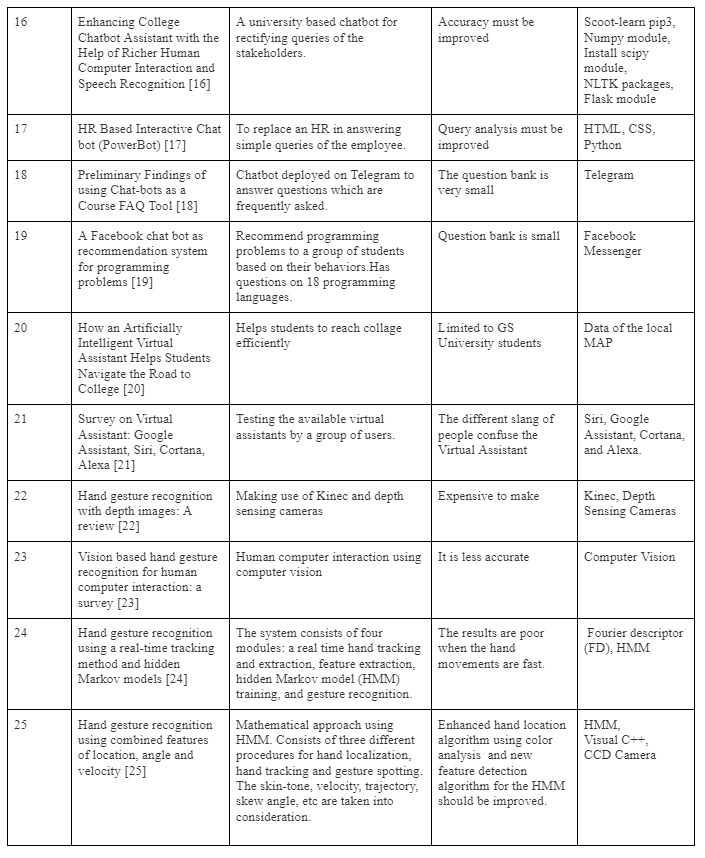 16
Enhancing College
Chatbot Assistant with the
Help of Richer Human
Computer Interaction and
Speech Recognition [16]
A university based chatbot for
rectifying queries of the
stakeholders.
Accuracy must be
improved
Scoot-learn pip3,
Numpy module,
Install scipy
module,
NLTK packages,
Flask module
17
HR Based Interactive Chat
bot (PowerBot) [17]
To replace an HR in answering
simple queries of the employee.
Query analysis must be
improved
HTML, CSS,
Python
18
Preliminary Findings of
using Chat-bots as a
Course FAQ Tool [18]
Chatbot deployed on Telegram to
answer questions which are
frequently asked.
The question bank is
very small
Telegram
19
A Facebook chat bot as
recommendation system
for programming
problems [19]
Recommend programming
problems to a group of students
based on their behaviors.Has
questions on 18 programming
languages.
Question bank is small
Facebook
Messenger
20
How an Artificially
Intelligent Virtual
Assistant Helps Students
Navigate the Road to
College [20]
Helps students to reach collage
efficiently
Limited to GS
University students
Data of the local
MAP
21
Survey on Virtual
Assistant: Google
Assistant, Siri, Cortana,
Alexa [21]
Testing the available virtual
assistants by a group of users.
The different slang of
people confuse the
Virtual Assistant
Siri, Google
Assistant, Cortana,
and Alexa.
22
Hand gesture recognition
with depth images: A
review [22]
Making use of Kinec and depth
sensing cameras
Expensive to make
Kinec, Depth
Sensing Cameras
23
Vision based hand gesture
recognition for human
computer interaction: a
survey [23]
Human computer interaction using
computer vision
It is less accurate
Computer Vision
24
Hand gesture recognition
using a real-time tracking
method and hidden
Markov models [24]
The system consists of four
modules: a real time hand tracking
and extraction, feature extraction,
hidden Markov model (HMM)
training, and gesture recognition.
The results are poor
when the hand
movements are fast.
Fourier descriptor
(FD), HMM
25
Hand gesture recognition
using combined features
of location, angle and
velocity [25]
Mathematical approach using
HMM. Consists of three different
procedures for hand localization,
hand tracking and gesture spotting.
The skin-tone, velocity, trajectory,
skew angle, etc are taken into
consideration.
Enhanced hand location
algorithm using color
analysis and new
feature detection
algorithm for the HMM
should be improved.
HMM,
Visual C++,
CCD Camera